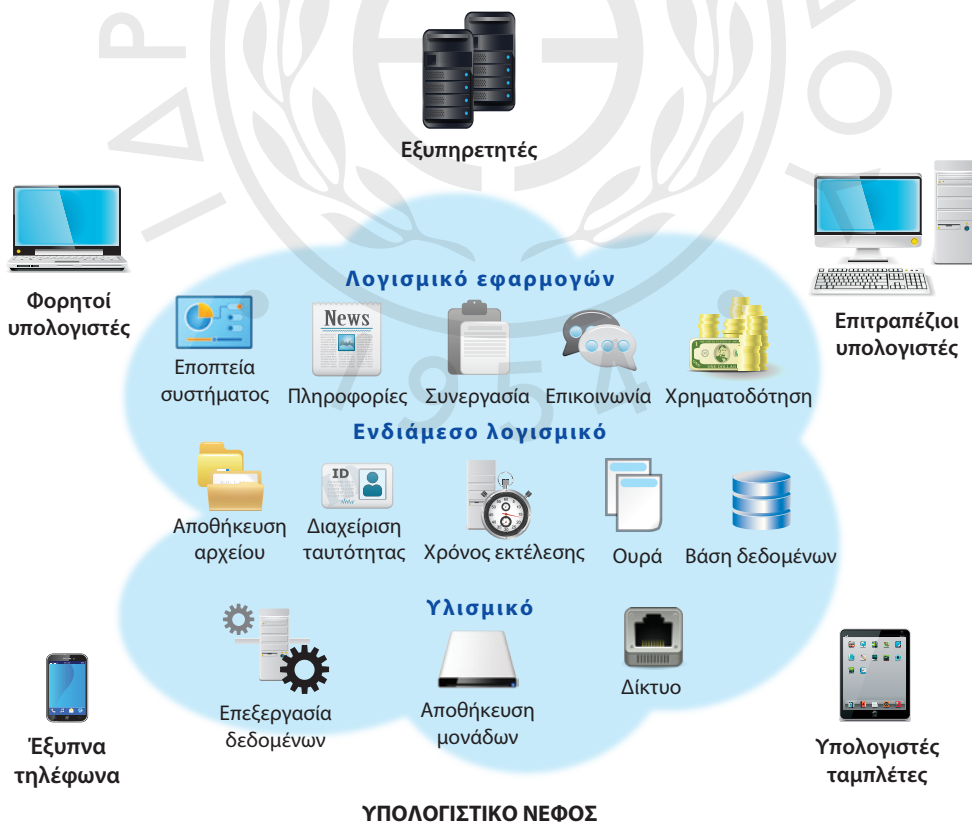 Εξυπηρετητές
Φορητοί
υπολογιστές
Επιτραπέζιοι
υπολογιστές
Λογισμικό εφαρμογών
News
Εποπτεία
συστήματος
Πληροφορίες
Συνεργασία
Επικοινωνία
Χρηματοδότηση
1954
Ενδιάμεσο λογισμικό
ID
Αποθήκευση
αρχείου
Διαχείριση
ταυτότητας
Χρόνος εκτέλεσης
Ουρά
Βάση δεδομένων
Υλισμικό
Επεξεργασία
δεδομένων
Αποθήκευση
μονάδων
Δίκτυο
Έξυπνα
τηλέφωνα
Υπολογιστές
ταμπλέτες
ΥΠΟΛΟΓΙΣΤΙΚΟ ΝΕΦΟΣ